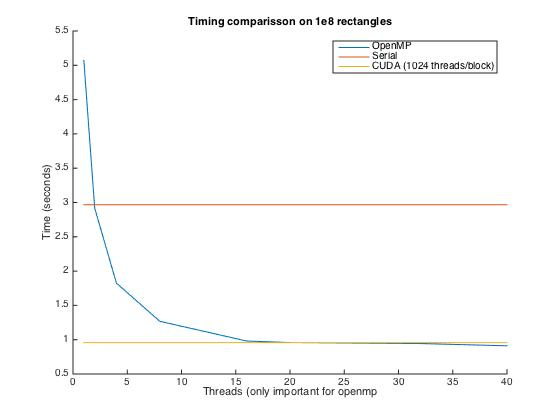 Timing comparisson on 1e8 rectangles
5.5
5
4.5
4
3.5
3
2.5
2
1.5
1
0.5
Time (seconds)
OpenMP
Serial
CUDA (1024 threads/block)
0 5 10 15 20 25 30 35 40
Threads (only important for openmp